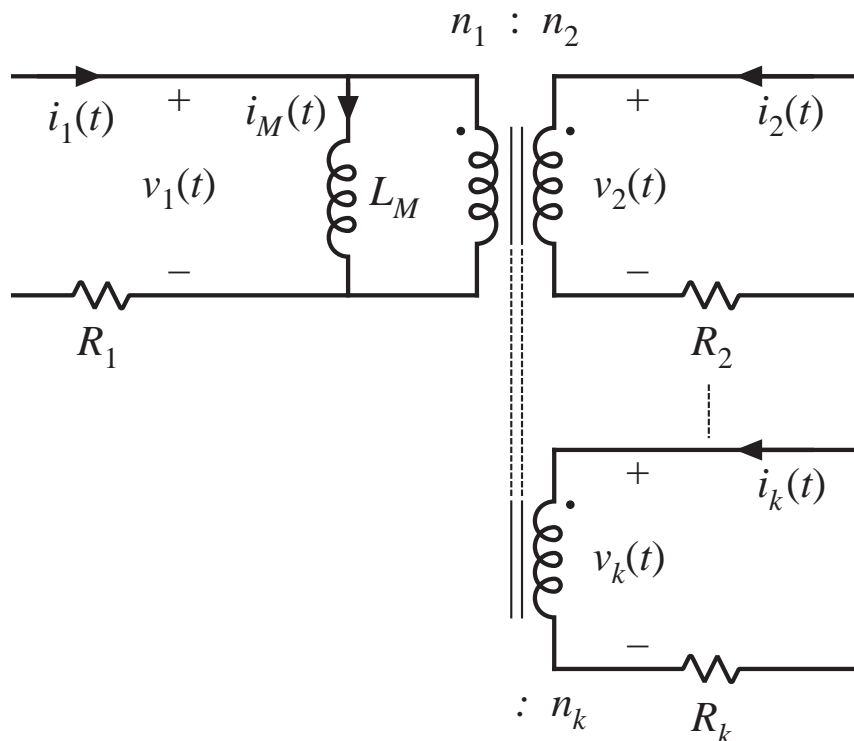 n1 : n2
i1(t) + iM(t) + i2(t)
v1(t) LM v2(t)
− −
R1 R2
+ ik(t)
vk(t)
−
: nk Rk